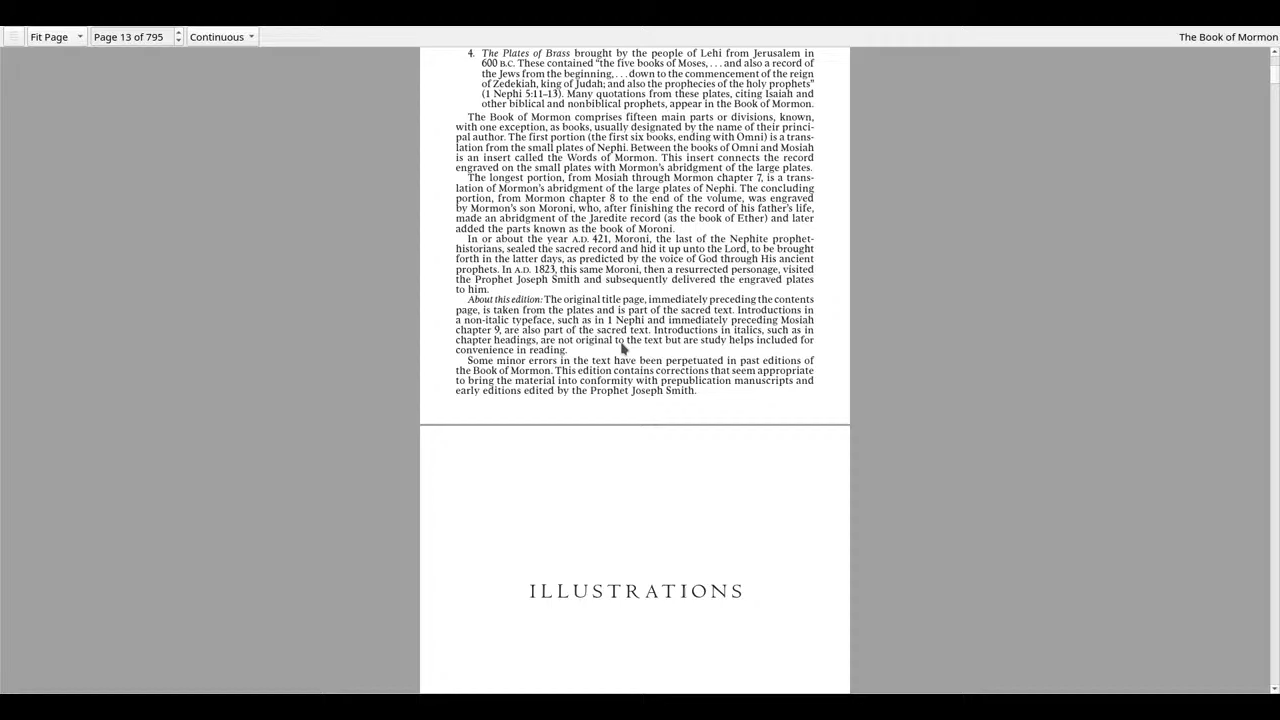 Fit Page
Page 13 of 795
Continuous
The Book of Mormon
4. The Plates of Brass brought by the people of Lehi from Jerusalem in
600 B.C. These contained “the five books of Moses, . . . and also a record of
the Jews from the beginning, . . . down to the commencement of the reign
of Zedekiah, king of Judah; and also the prophecies of the holy prophets”
(1 Nephi 5:11–13). Many quotations from these plates, citing Isaiah and
other biblical and nonbiblical prophets, appear in the Book of Mormon.
The Book of Mormon comprises fifteen main parts or divisions, known,
with one exception, as books, usually designated by the name of their princi-
pal author. The first portion (the first six books, ending with Omni) is a trans-
lation from the small plates of Nephi. Between the books of Omni and Mosiah
is an insert called the Words of Mormon. This insert connects the record
engraved on the small plates with Mormon’s abridgment of the large plates.
The longest portion, from Mosiah through Mormon chapter 7, is a trans-
lation of Mormon’s abridgment of the large plates of Nephi. The concluding
portion, from Mormon chapter 8 to the end of the volume, was engraved
by Mormon’s son Moroni, who, after finishing the record of his father’s life,
made an abridgment of the Jaredite record (as the book of Ether) and later
added the parts known as the book of Moroni.
In or about the year A.D. 421, Moroni, the last of the Nephite prophet-
historians, sealed the sacred record and hid it up unto the Lord, to be brought
forth in the latter days, as predicted by the voice of God through His ancient
prophets. In A.D. 1823, this same Moroni, then a resurrected personage, visited
the Prophet Joseph Smith and subsequently delivered the engraved plates
to him.
About this edition: The original title page, immediately preceding the contents
page, is taken from the plates and is part of the sacred text. Introductions in
a non-italic typeface, such as in 1 Nephi and immediately preceding Mosiah
chapter 9, are also part of the sacred text. Introductions in italics, such as in
chapter headings, are not original to the text but are study helps included for
convenience in reading.
Some minor errors in the text have been perpetuated in past editions of
the Book of Mormon. This edition contains corrections that seem appropriate
to bring the material into conformity with prepublication manuscripts and
early editions edited by the Prophet Joseph Smith.
ILLUSTRATIONS